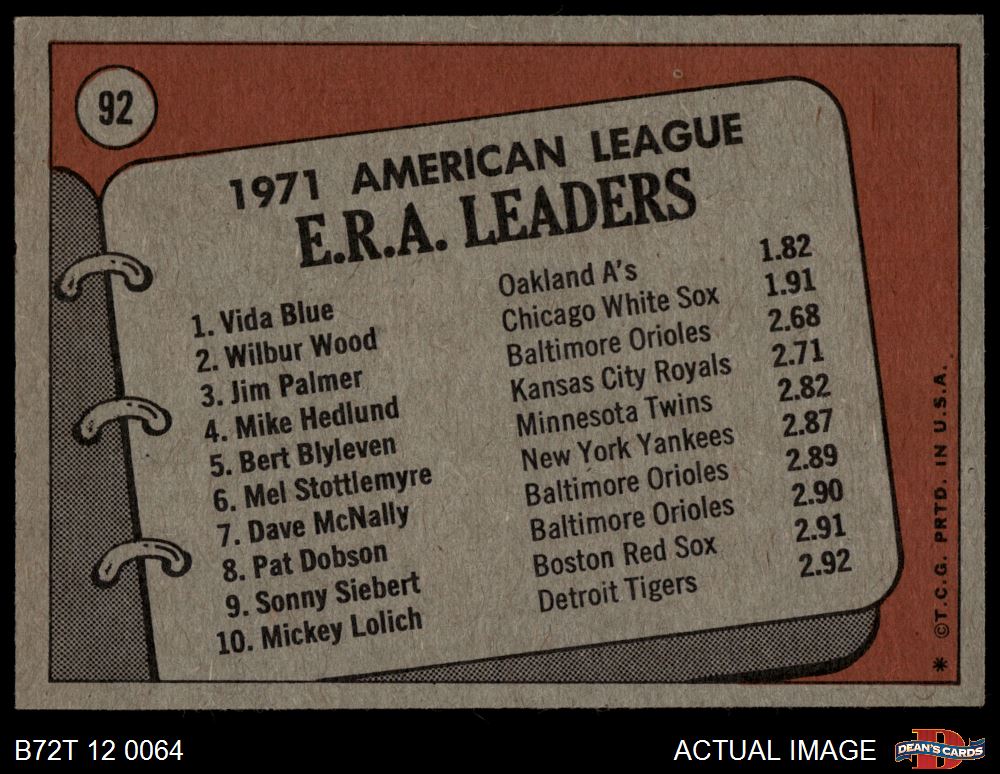 92
1971 AMERICAN LEAGUE
E.R.A. LEADERS
1. Vida Blue Oakland A's 1.82
2. Wilbur Wood Chicago White Sox 1.91
3. Jim Palmer Baltimore Orioles 2.68
4. Mike Hedlund Kansas City Royals 2.71
5. Bert Blyleven Minnesota Twins 2.82
6. Mel Stottlemyre New York Yankees 2.87
7. Dave McNally Baltimore Orioles 2.89
8. Pat Dobson Baltimore Orioles 2.90
9. Sonny Siebert Boston Red Sox 2.91
10. Mickey Lolich Detroit Tigers 2.92
* ©T.C.G. PRTD. IN U.S.A.
B72T 12 0064
ACTUAL IMAGE
D
DEAN'S CARDS